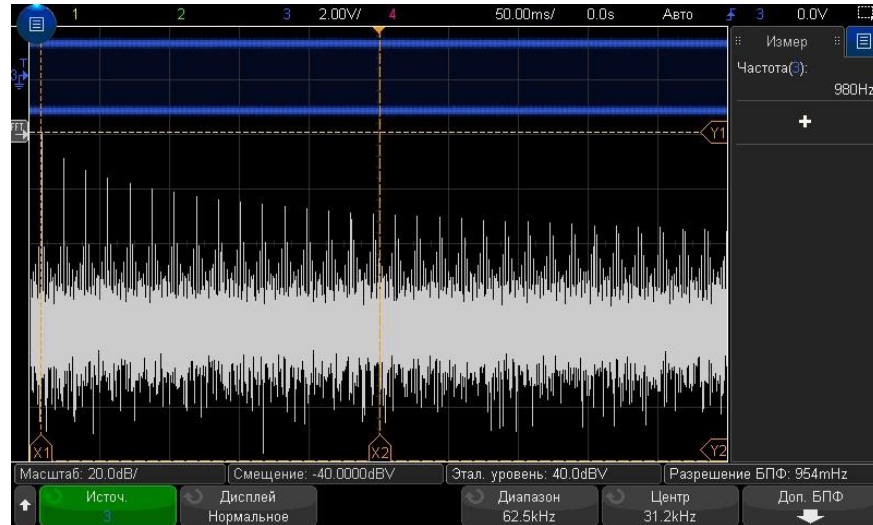 1 2 3 2.00V/ 4 50.00ms/ 0.0s Авто 3 0.0V
Измер
Частота(3):
980Hz
+
T
3
FFT
Y1
X1 X2 Y2
Масштаб: 20.0dB/ Смещение: -40.0000dBV Этал. уровень: 40.0dBV Разрешение БПФ: 954mHz
Источ. Дисплей Диапазон Центр Доп. БПФ
3 Нормальное 62.5kHz 31.2kHz